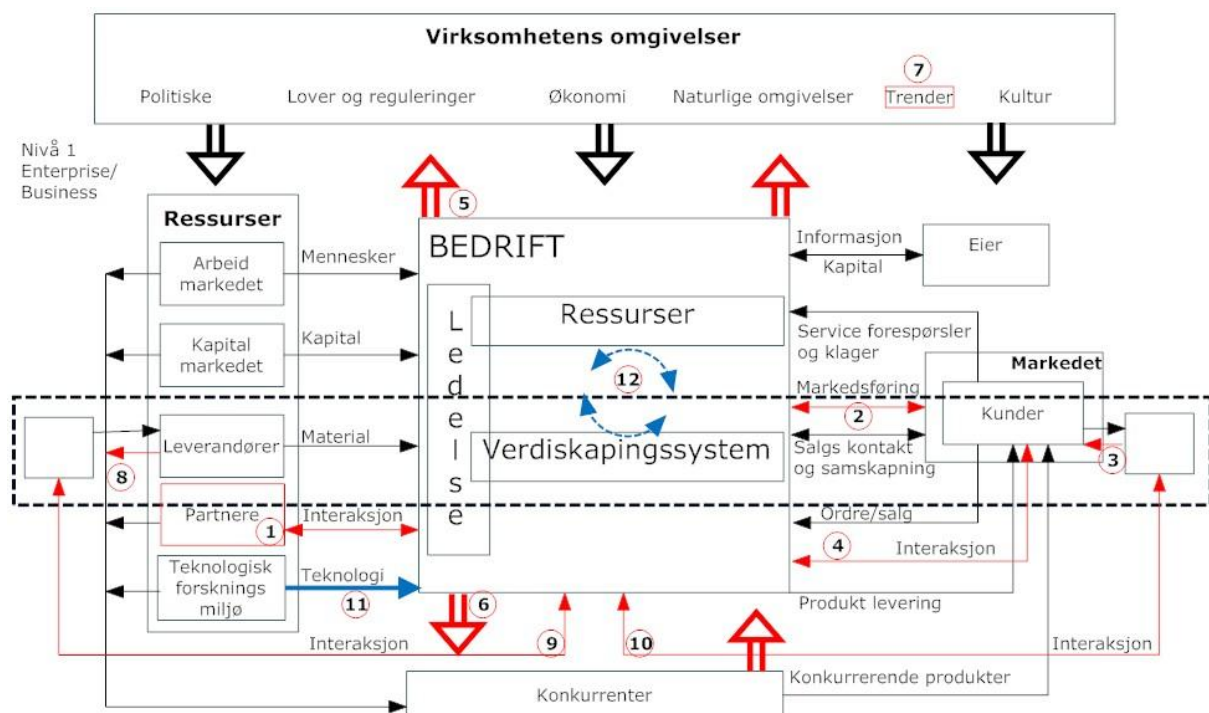 Virksomhetens omgivelser
7
Politiske Lover og reguleringer Økonomi Naturlige omgivelser Trender Kultur
Nivå 1
Enterprise/
Business
Ressurser
Arbeid
markedet
Mennesker
Kapital
markedet
Kapital
Leverandører
Material
8
Partnere
1
Interaksjon
Teknologisk
forsknings
miljø
Teknologi
11
5
BEDRIFT
Ledelse
Ressurser
12
Verdiskapingssystem
Informasjon
Kapital
Eier
Service forespørsler
og klager
Markedet
Markedsføring
2
Kunder
Salgs kontakt
og samskapning
3
Ordre/salg
4
Interaksjon
Produkt levering
6
Interaksjon
9
10
Interaksjon
Konkurrenter
Konkurrerende produkter